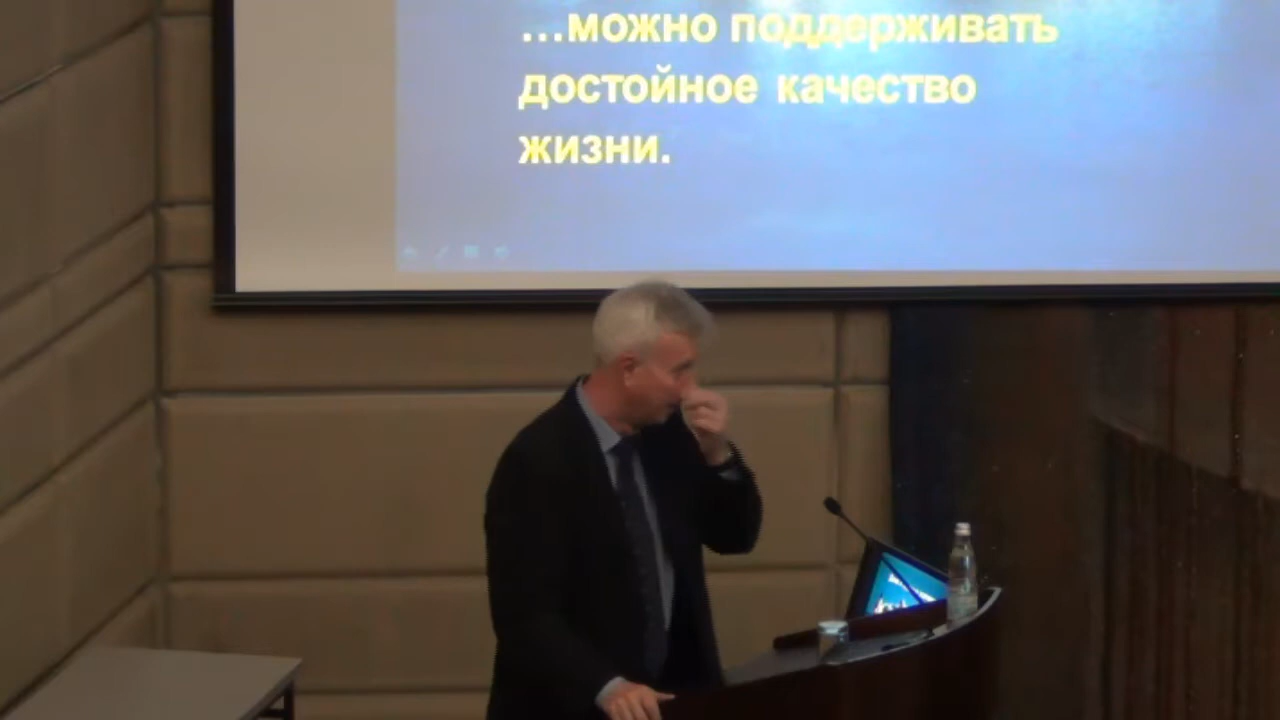 ...можно поддерживать
достойное качество
жизни.